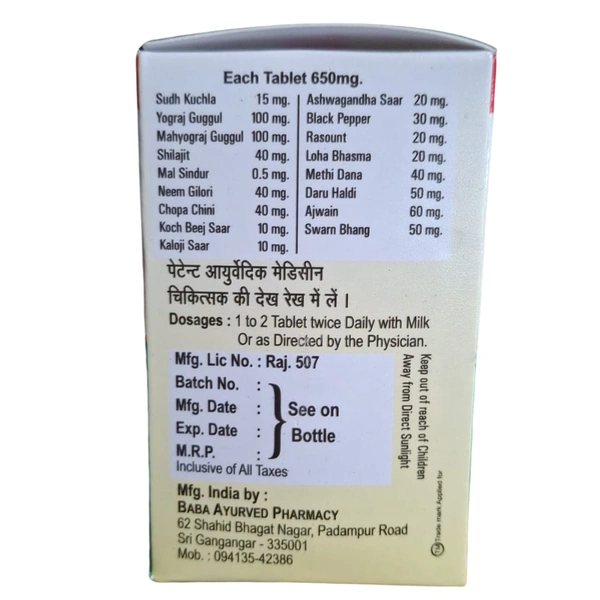 Each Tablet 650mg.
Sudh Kuchla 15 mg.
Yograj Guggul 100 mg.
Mahyograj Guggul 100 mg.
Shilajit 40 mg.
Mal Sindur 0.5 mg.
Neem Gilori 40 mg.
Chopa Chini 40 mg.
Koch Beej Saar 10 mg.
Kaloji Saar 10 mg.
Ashwagandha Saar 20 mg.
Black Pepper 30 mg.
Rasount 20 mg.
Loha Bhasma 20 mg.
Methi Dana 40 mg.
Daru Haldi 50 mg.
Ajwain 60 mg.
Swarn Bhang 50 mg.
पेटेन्ट आयुर्वेदिक मेडिसीन
चिकित्सक की देख रेख में लें ।
Dosages : 1 to 2 Tablet twice Daily with Milk
Or as Directed by the Physician.
Mfg. Lic No. : Raj. 507
Batch No. :
Mfg. Date :
Exp. Date :
M.R.P. :
See on
Bottle
Inclusive of All Taxes
Keep out of reach of Children
Away from Direct Sunlight
Mfg. India by :
BABA AYURVED PHARMACY
62 Shahid Bhagat Nagar, Padampur Road
Sri Gangangar - 335001
Mob. : 094135-42386
TM Trade mark Applied for